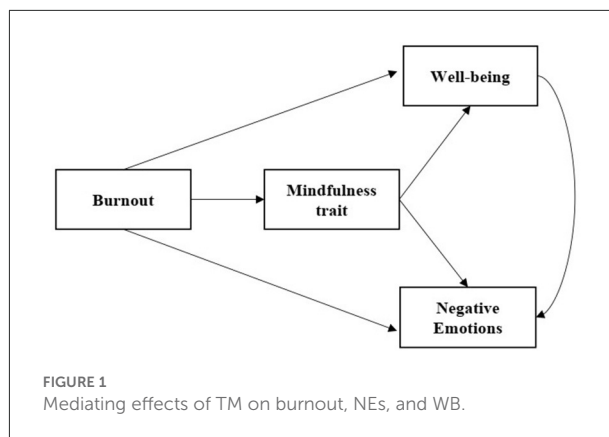 Well-being
Burnout
Mindfulness
trait
Negative
Emotions
FIGURE 1
Mediating effects of TM on burnout, NEs, and WB.